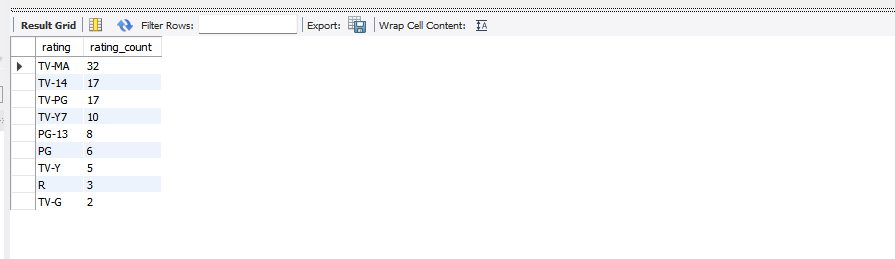 Result Grid Filter Rows: Export: Wrap Cell Content:
rating rating_count
TV-MA 32
TV-14 17
TV-PG 17
TV-Y7 10
PG-13 8
PG 6
TV-Y 5
R 3
TV-G 2